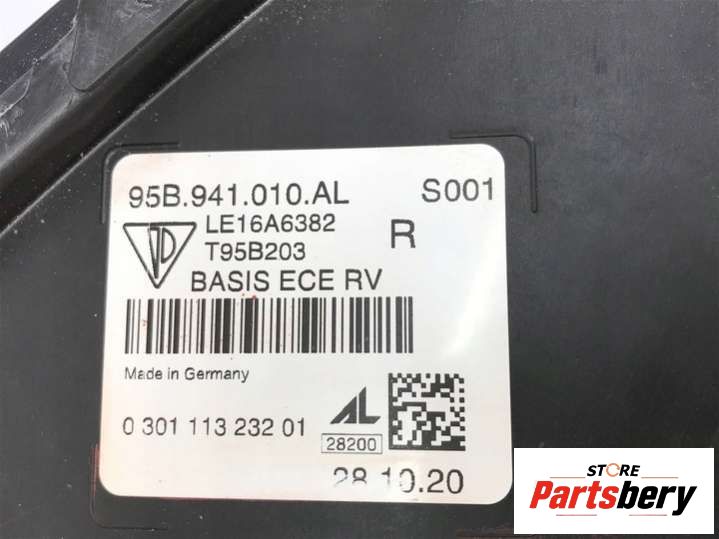 95B.941.010.AL S001
LE16A6382
T95B203 R
BASIS ECE RV
Made in Germany
0 301 113 232 01 AL
28200
28.10.20
STORE
Partsbery